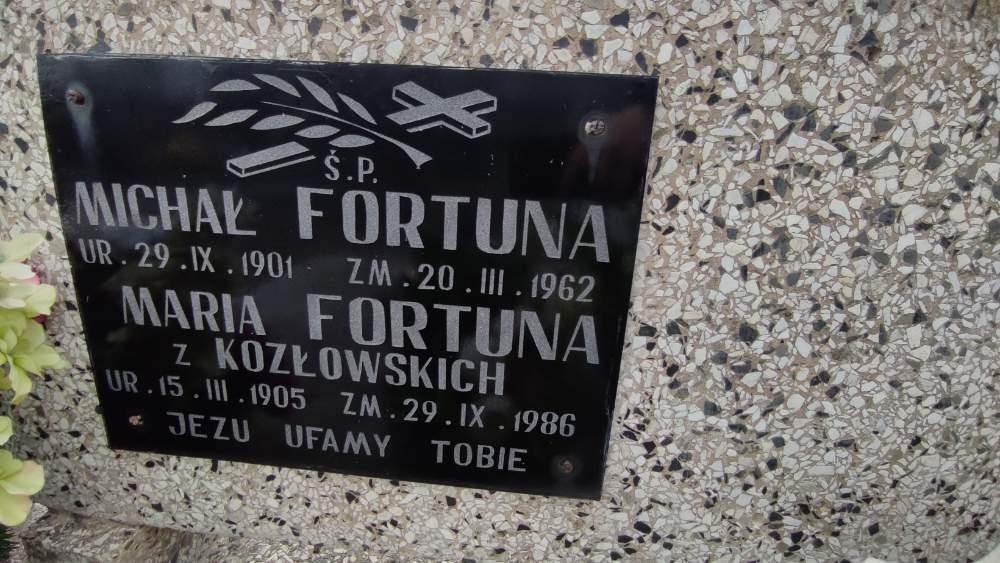 Ś.P.
MICHAŁ FORTUNA
UR. 29. IX. 1901 ZM. 20. III. 1962
MARIA FORTUNA
Z KOZŁOWSKICH
UR. 15. III. 1905 ZM. 29. IX. 1986
JEZU UFAMY TOBIE